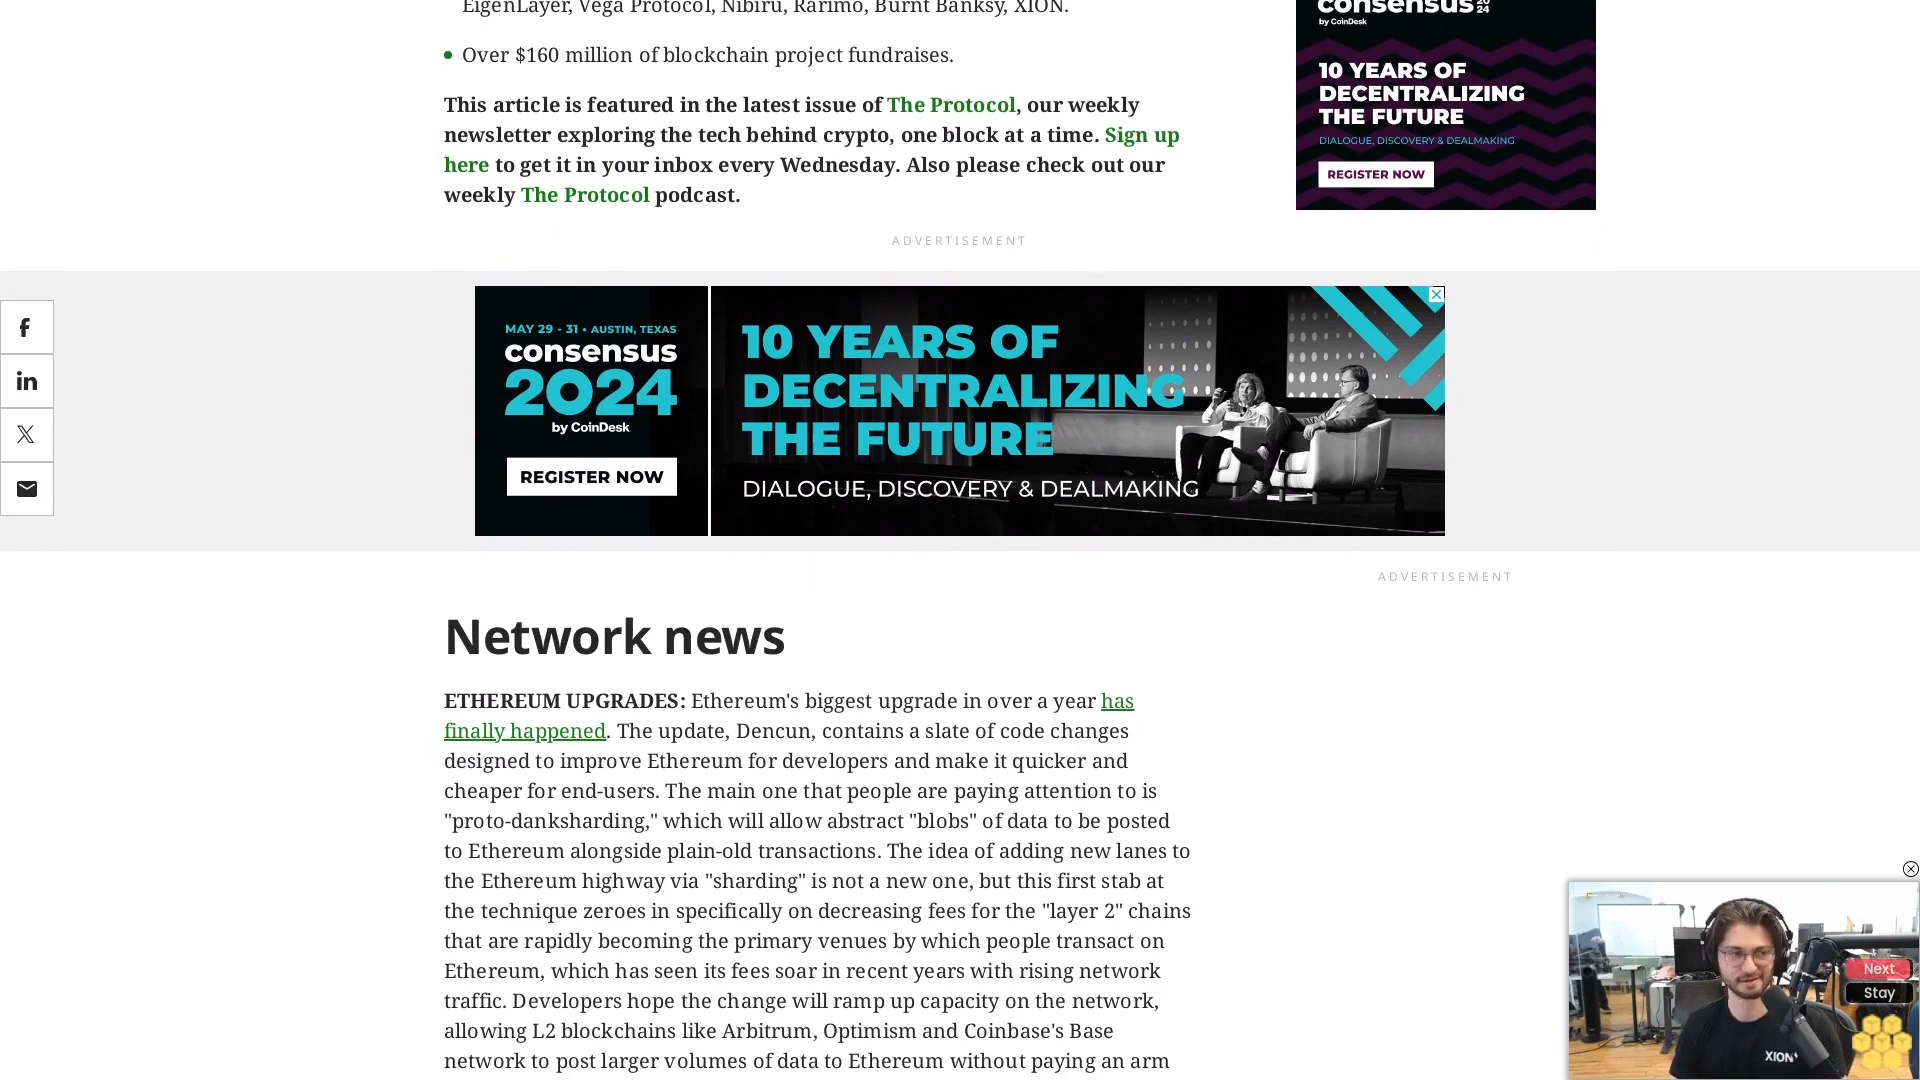 EigenLayer, Vega Protocol, Nibiru, Rarimo, Burnt Banksy, XION.
Over $160 million of blockchain project fundraises.
This article is featured in the latest issue of The Protocol, our weekly
newsletter exploring the tech behind crypto, one block at a time. Sign up
here to get it in your inbox every Wednesday. Also please check out our
weekly The Protocol podcast.
consensus 2024
by CoinDesk
10 YEARS OF
DECENTRALIZING
THE FUTURE
DIALOGUE, DISCOVERY & DEALMAKING
REGISTER NOW
ADVERTISEMENT
MAY 29 - 31 • AUSTIN, TEXAS
consensus
2024
by CoinDesk
REGISTER NOW
10 YEARS OF
DECENTRALIZING
THE FUTURE
DIALOGUE, DISCOVERY & DEALMAKING
ADVERTISEMENT
Network news
ETHEREUM UPGRADES: Ethereum's biggest upgrade in over a year has
finally happened. The update, Dencun, contains a slate of code changes
designed to improve Ethereum for developers and make it quicker and
cheaper for end-users. The main one that people are paying attention to is
"proto-danksharding," which will allow abstract "blobs" of data to be posted
to Ethereum alongside plain-old transactions. The idea of adding new lanes to
the Ethereum highway via "sharding" is not a new one, but this first stab at
the technique zeroes in specifically on decreasing fees for the "layer 2" chains
that are rapidly becoming the primary venues by which people transact on
Ethereum, which has seen its fees soar in recent years with rising network
traffic. Developers hope the change will ramp up capacity on the network,
allowing L2 blockchains like Arbitrum, Optimism and Coinbase's Base
network to post larger volumes of data to Ethereum without paying an arm
Next
Stay
XION